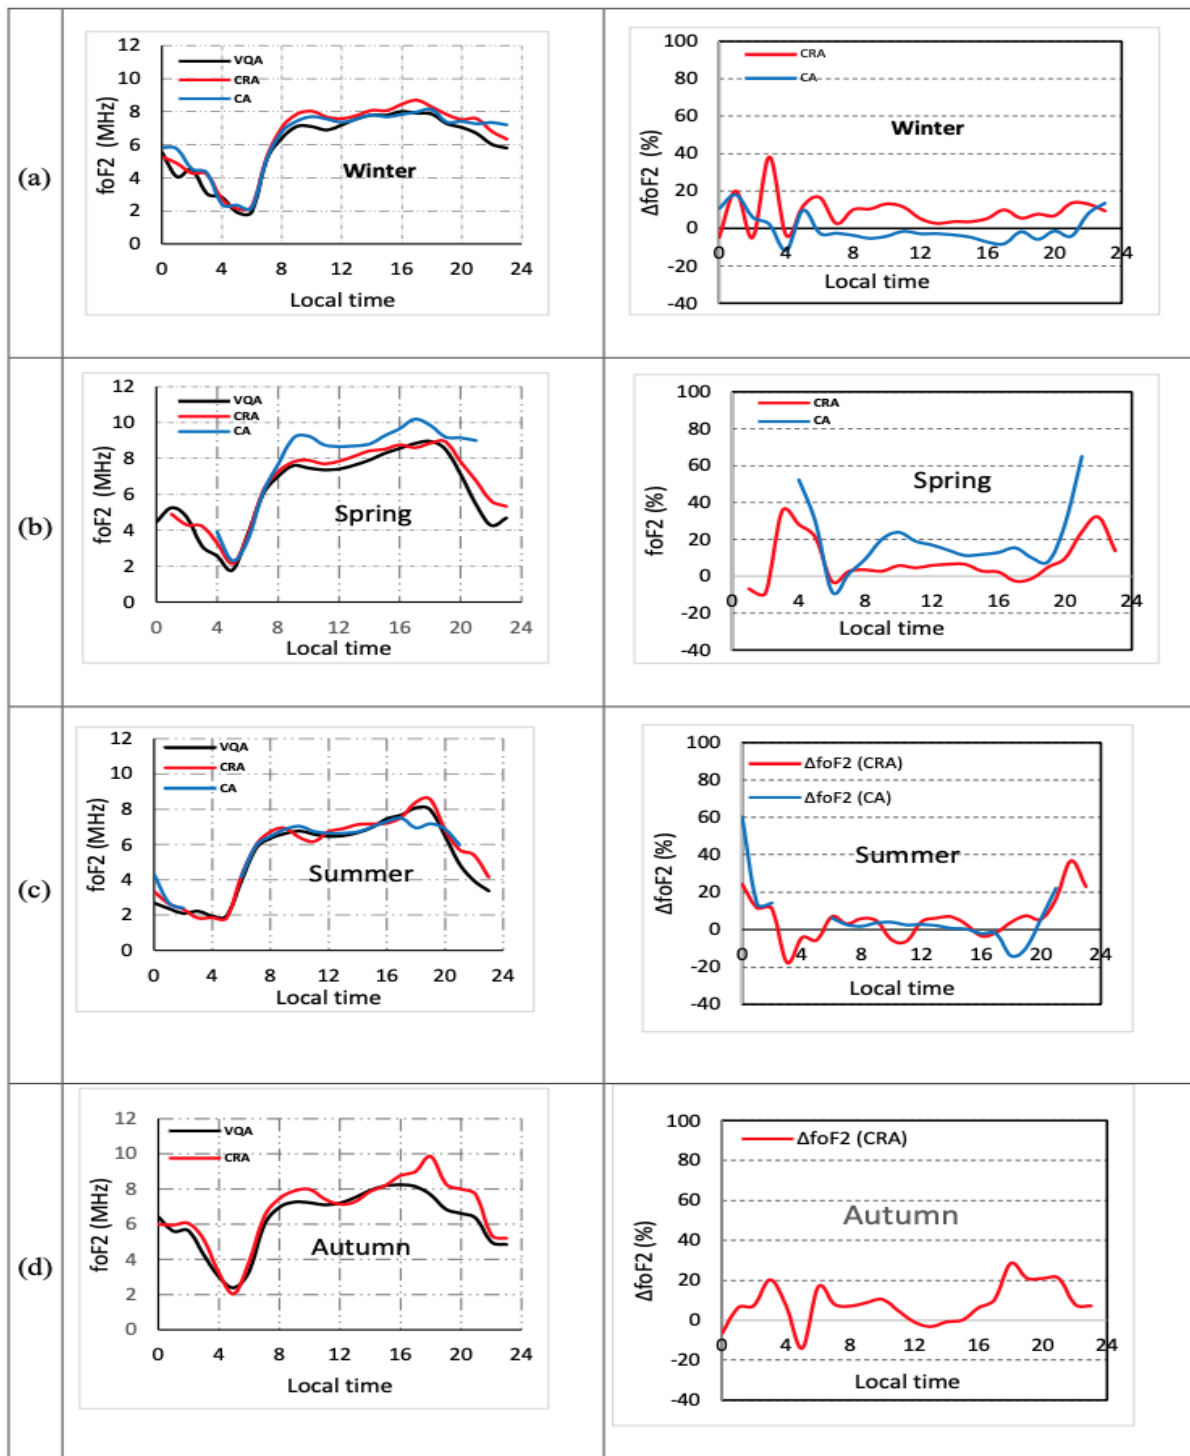 (a)
12
10
8
6
4
2
0
foF2 (MHz)
VQA
CRA
CA
Winter
0 4 8 12 16 20 24
Local time
100
80
60
40
20
0
-20
-40
ΔfoF2 (%)
CRA
CA
Winter
0 4 8 12 16 20 24
Local time
(b)
12
10
8
6
4
2
0
foF2 (MHz)
VQA
CRA
CA
Spring
0 4 8 12 16 20 24
Local time
100
80
60
40
20
0
-20
-40
foF2 (%)
CRA
CA
Spring
0 4 8 12 16 20 24
Local time
(c)
12
10
8
6
4
2
0
foF2 (MHz)
VQA
CRA
CA
Summer
0 4 8 12 16 20 24
Local time
100
80
60
40
20
0
-20
-40
ΔfoF2 (%)
ΔfoF2 (CRA)
ΔfoF2 (CA)
Summer
0 4 8 12 16 20 24
Local time
(d)
12
10
8
6
4
2
0
foF2 (MHz)
VQA
CRA
Autumn
0 4 8 12 16 20 24
Local time
100
80
60
40
20
0
-20
-40
ΔfoF2 (%)
ΔfoF2 (CRA)
Autumn
0 4 8 12 16 20 24
Local time